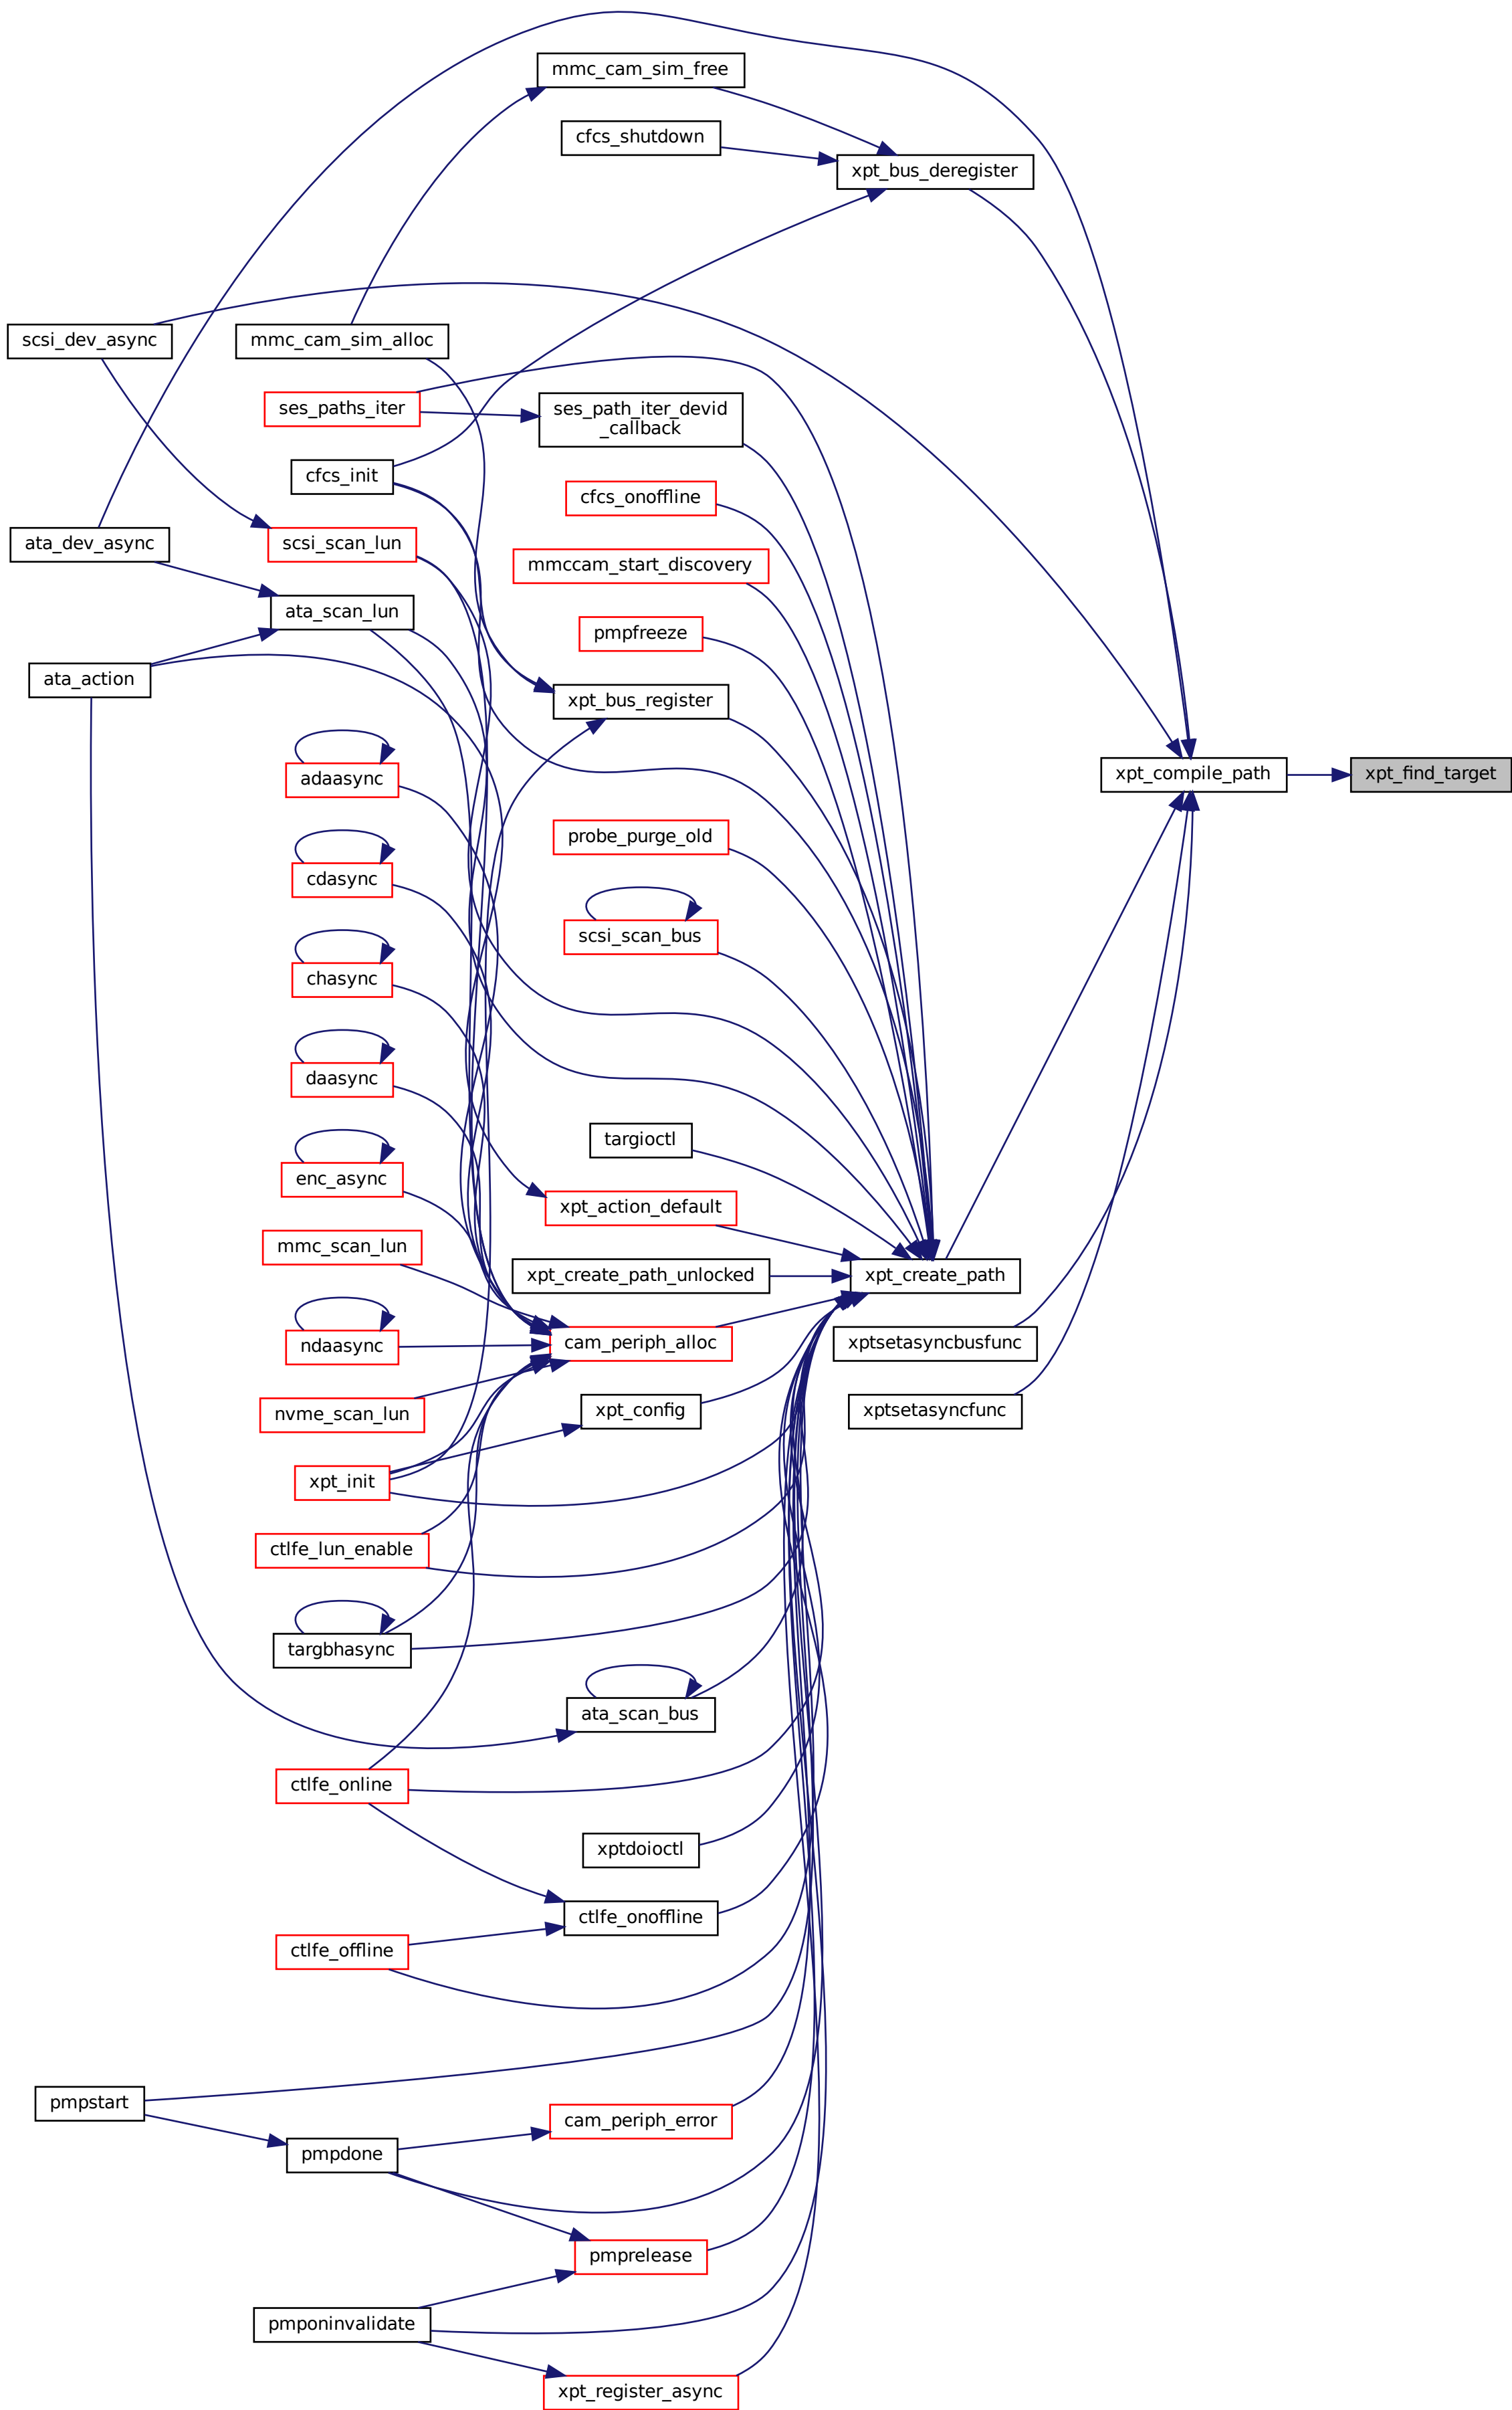 mmc_cam_sim_free
cfcs_shutdown
xpt_bus_deregister
scsi_dev_async
mmc_cam_sim_alloc
ses_paths_iter
ses_path_iter_devid
_callback
cfcs_init
cfcs_onoffline
ata_dev_async
scsi_scan_lun
mmccam_start_discovery
ata_scan_lun
pmpfreeze
ata_action
xpt_bus_register
adaasync
xpt_compile_path
xpt_find_target
probe_purge_old
cdasync
scsi_scan_bus
chasync
daasync
targioctl
enc_async
xpt_action_default
mmc_scan_lun
xpt_create_path_unlocked
xpt_create_path
ndaasync
cam_periph_alloc
xptsetasyncbusfunc
nvme_scan_lun
xpt_config
xptsetasyncfunc
xpt_init
ctlfe_lun_enable
targbhasync
ata_scan_bus
ctlfe_online
xptdoioctl
ctlfe_onoffline
ctlfe_offline
pmpstart
cam_periph_error
pmpdone
pmprelease
pmponinvalidate
xpt_register_async